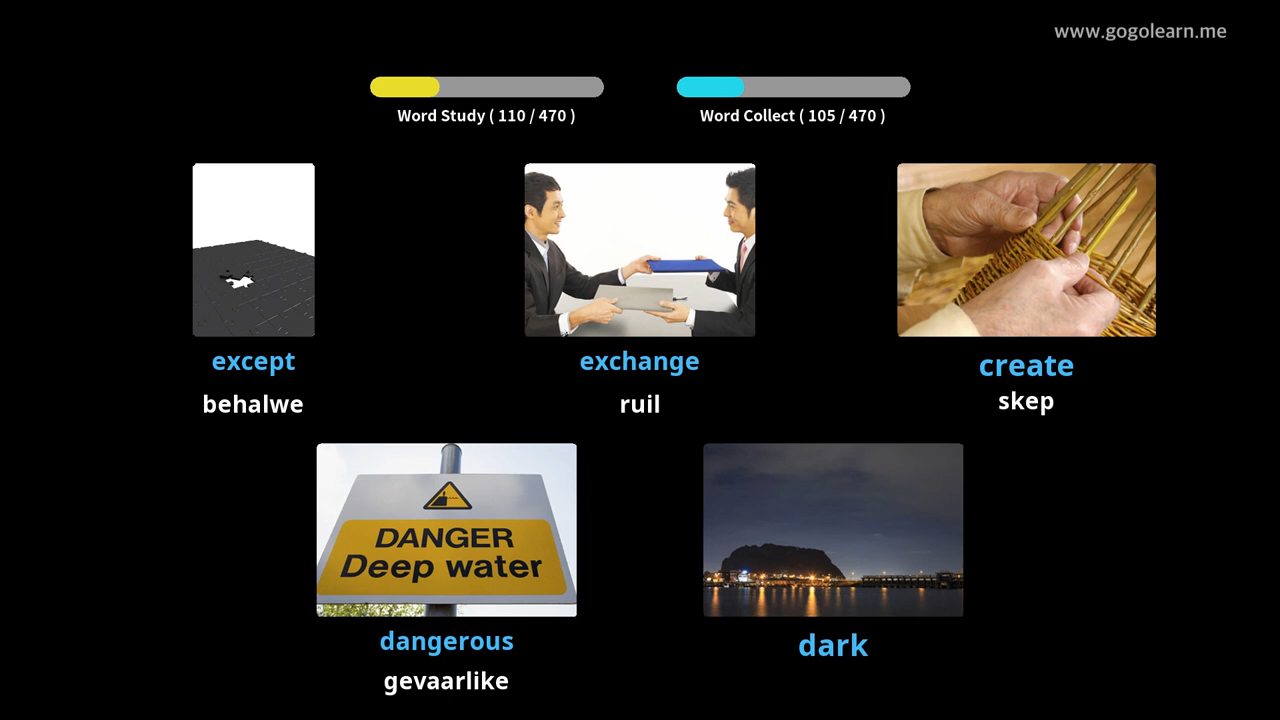 www.gogolearn.me
Word Study ( 110 / 470 )
Word Collect ( 105 / 470 )
except
behalwe
exchange
ruil
create
skep
DANGER
Deep water
dangerous
gevaarlike
dark